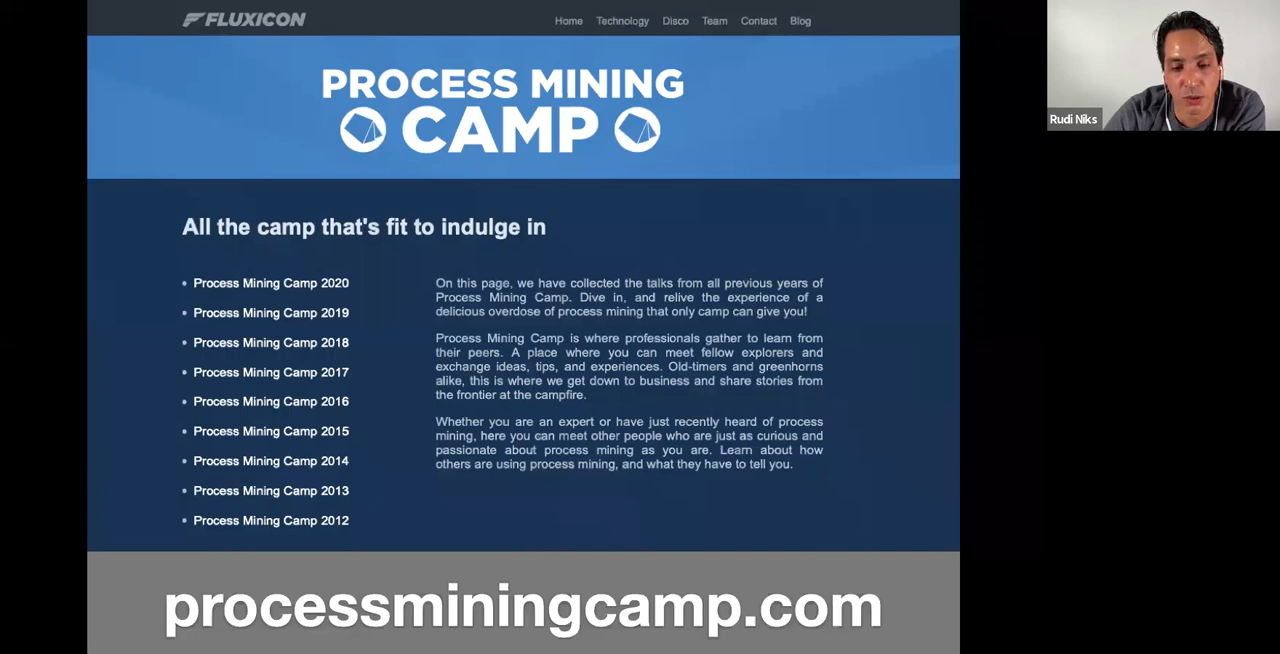 FLUXICON
Home Technology Disco Team Contact Blog
Rudi Niks
PROCESS MINING
CAMP
All the camp that's fit to indulge in
Process Mining Camp 2020
Process Mining Camp 2019
Process Mining Camp 2018
Process Mining Camp 2017
Process Mining Camp 2016
Process Mining Camp 2015
Process Mining Camp 2014
Process Mining Camp 2013
Process Mining Camp 2012
On this page, we have collected the talks from all previous years of
Process Mining Camp. Dive in, and relive the experience of a
delicious overdose of process mining that only camp can give you!
Process Mining Camp is where professionals gather to learn from
their peers. A place where you can meet fellow explorers and
exchange ideas, tips, and experiences. Old-timers and greenhorns
alike, this is where we get down to business and share stories from
the frontier at the campfire.
Whether you are an expert or have just recently heard of process
mining, here you can meet other people who are just as curious and
passionate about process mining as you are. Learn about how
others are using process mining, and what they have to tell you.
processminingcamp.com